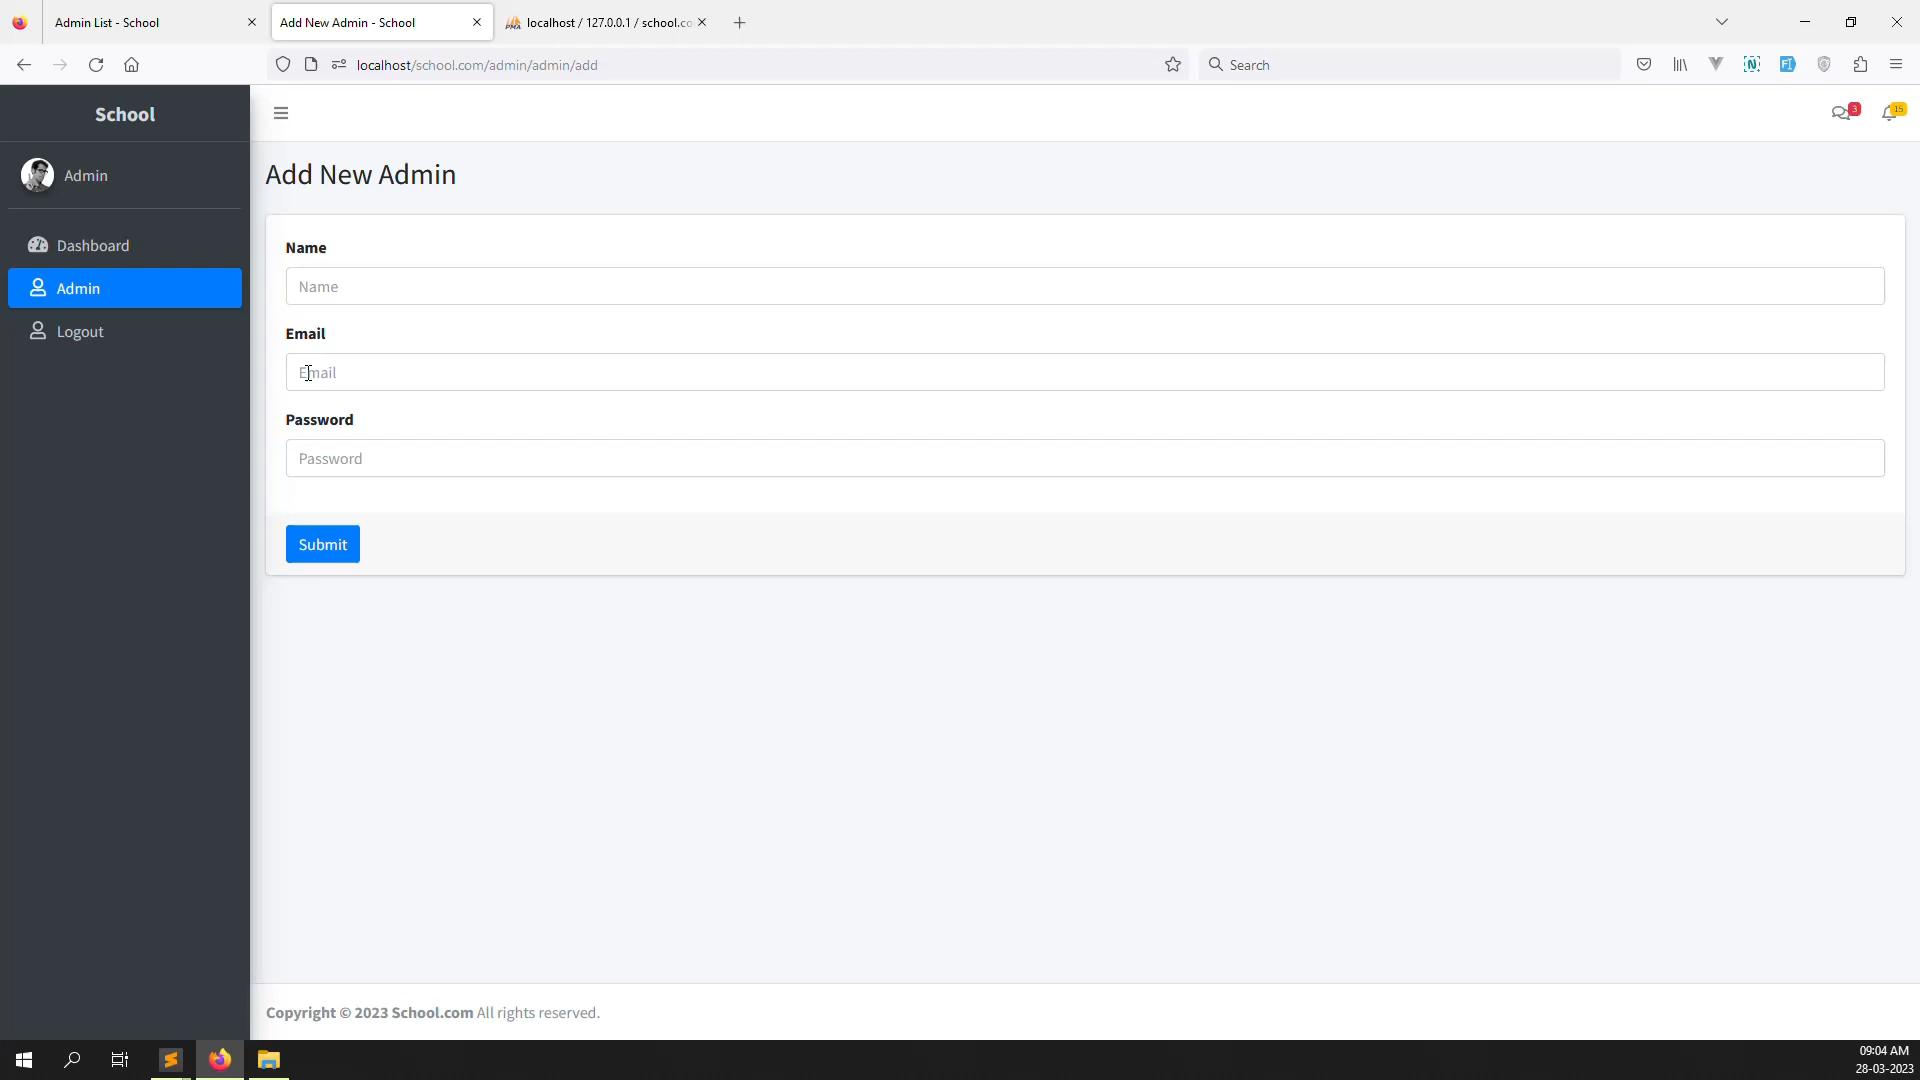 Admin List - School
Add New Admin - School
localhost / 127.0.0.1 / school.co
localhost/school.com/admin/admin/add
Search
School
3
15
Admin
Add New Admin
Dashboard
Admin
Logout
Name
Name
Email
Email
Password
Password
Submit
Copyright © 2023 School.com All rights reserved.
09:04 AM
28-03-2023